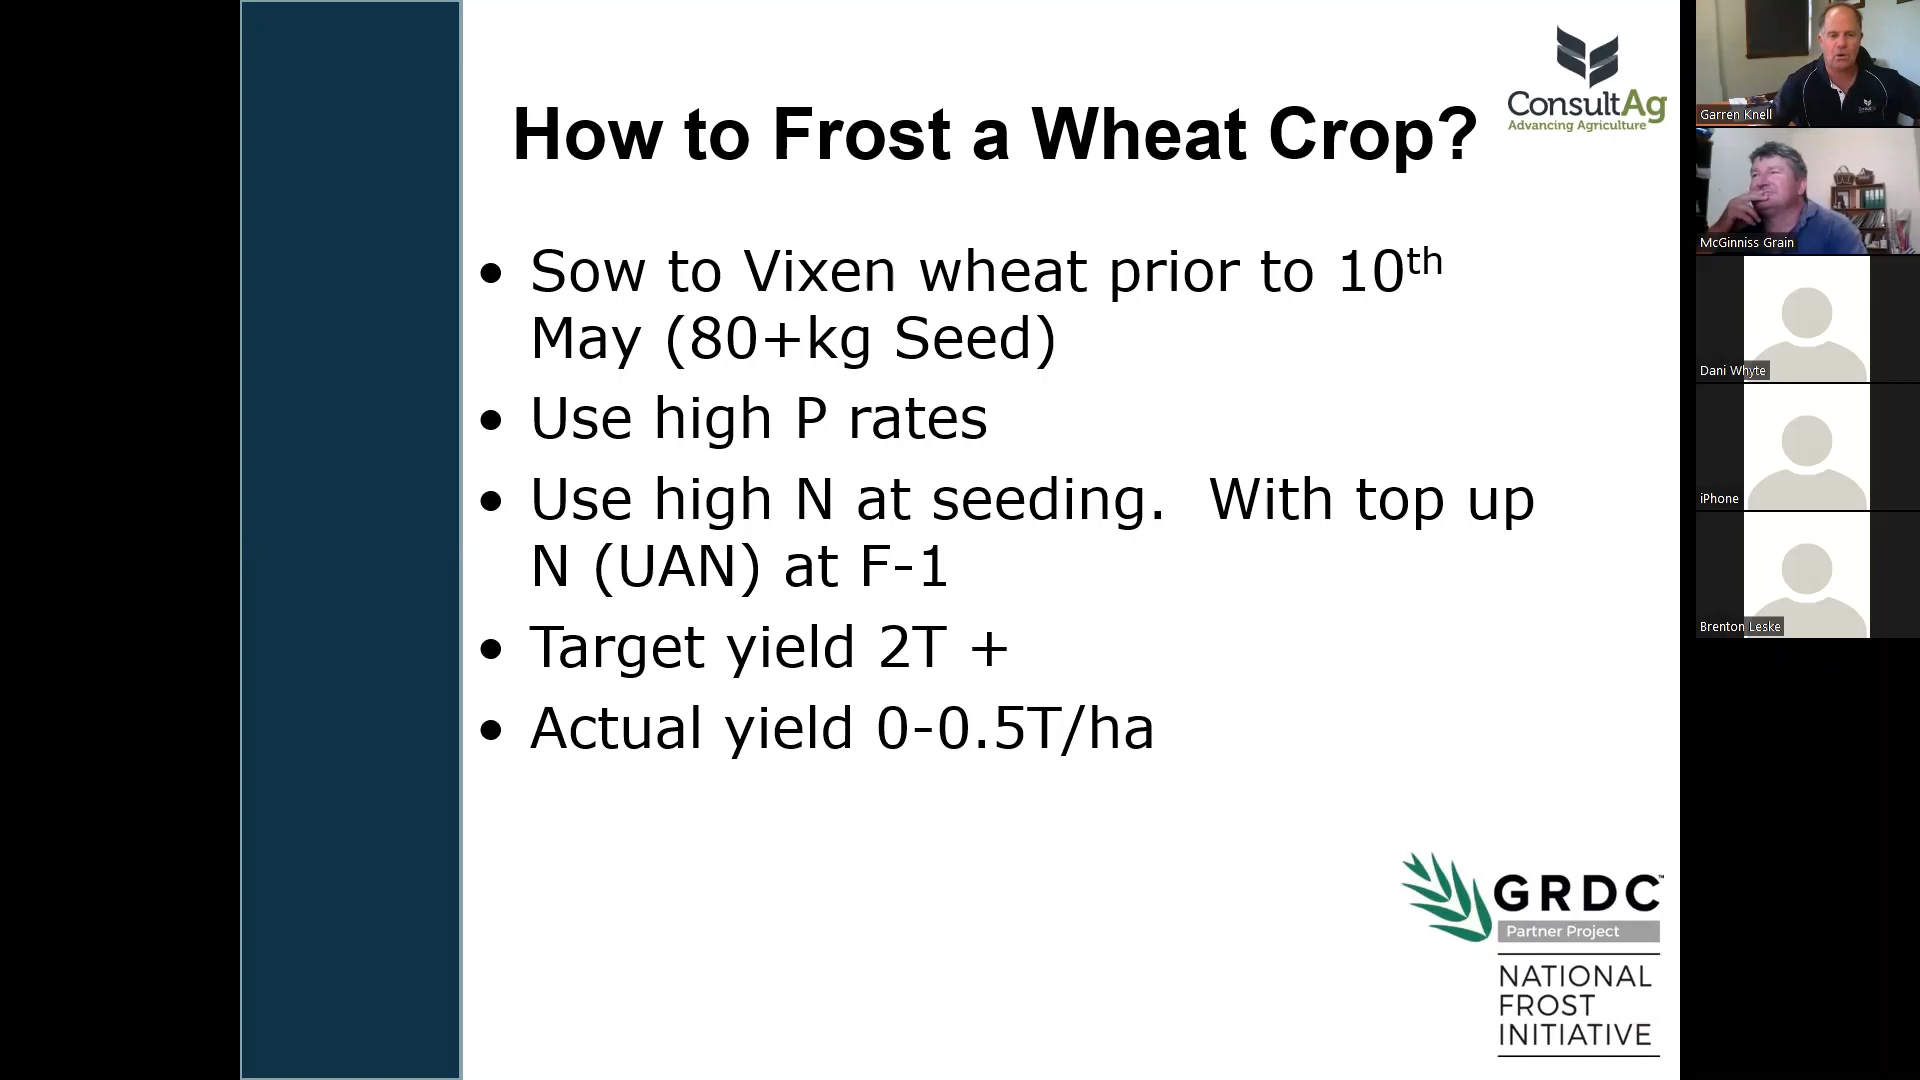 How to Frost a Wheat Crop?
ConsultAg
Advancing Agriculture
• Sow to Vixen wheat prior to 10th
May (80+kg Seed)
• Use high P rates
• Use high N at seeding.  With top up
N (UAN) at F-1
• Target yield 2T +
• Actual yield 0-0.5T/ha
GRDC™
Partner Project
NATIONAL
FROST
INITIATIVE
Garren Knell
McGinniss Grain
Dani Whyte
iPhone
Brenton Leske